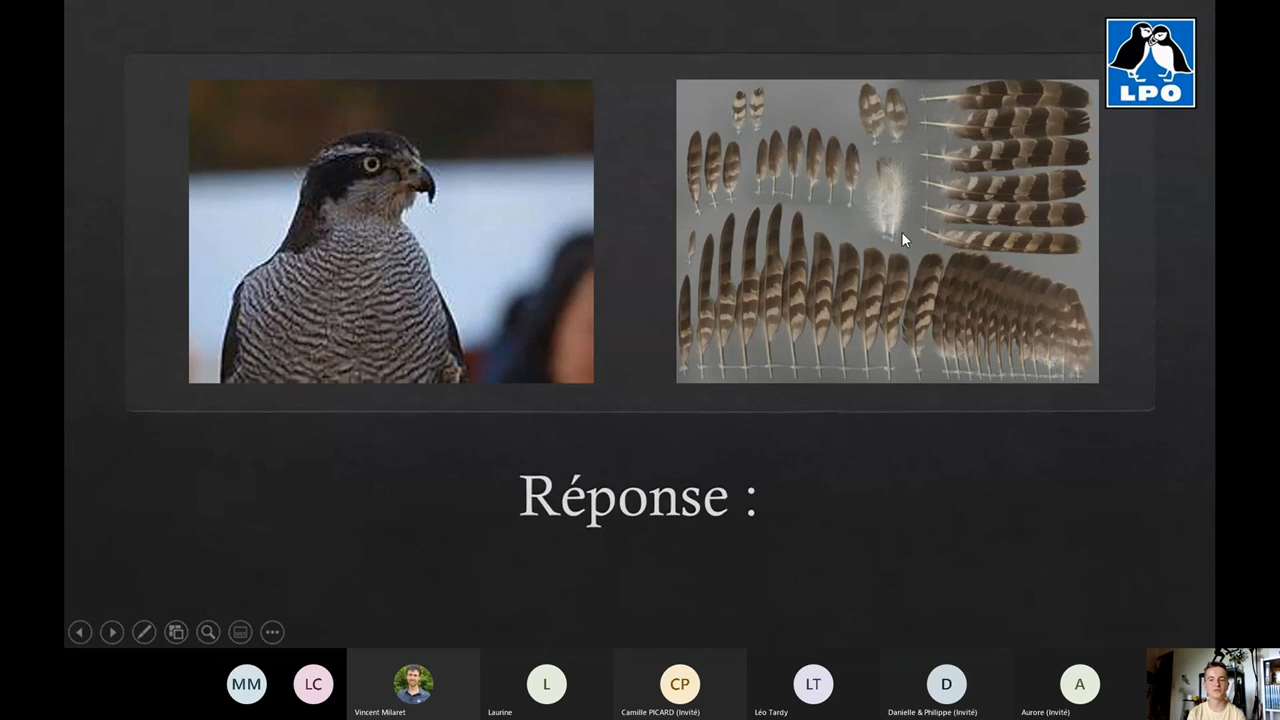 LPO
Réponse :
MM
LC
L
CP
LT
D
A
Vincent Milaret
Laurine
Camille PICARD (Invité)
Léo Tardy
Danielle & Philippe (Invité)
Aurore (Invité)